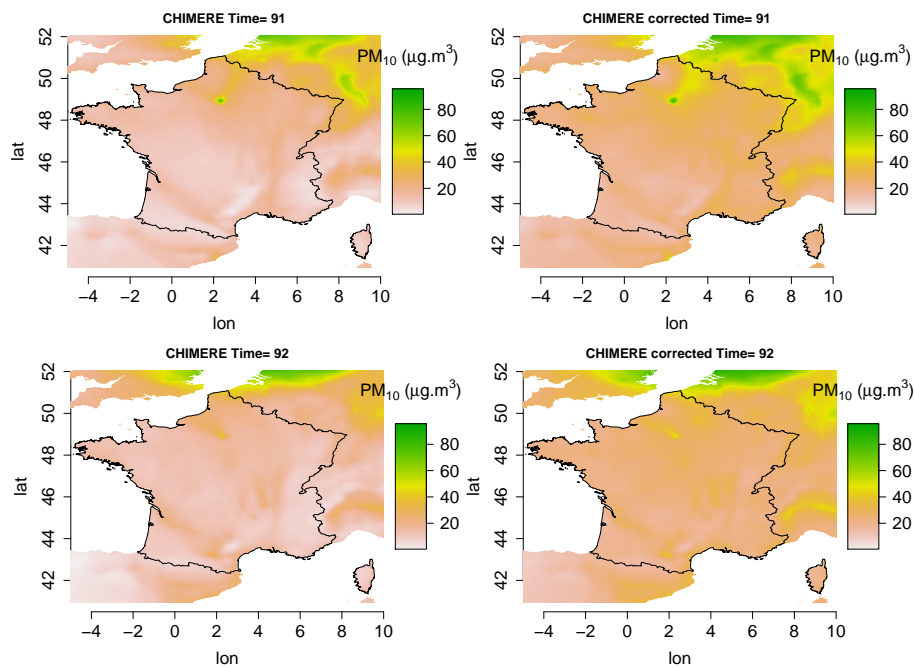 CHIMERE Time= 91
PM10 (μg.m3)
lat
52
50
48
46
44
42
80
60
40
20
−4 −2 0 2 4 6 8 10
lon
CHIMERE corrected Time= 91
PM10 (μg.m3)
lat
52
50
48
46
44
42
80
60
40
20
−4 −2 0 2 4 6 8 10
lon
CHIMERE Time= 92
PM10 (μg.m3)
lat
52
50
48
46
44
42
80
60
40
20
−4 −2 0 2 4 6 8 10
lon
CHIMERE corrected Time= 92
PM10 (μg.m3)
lat
52
50
48
46
44
42
80
60
40
20
−4 −2 0 2 4 6 8 10
lon